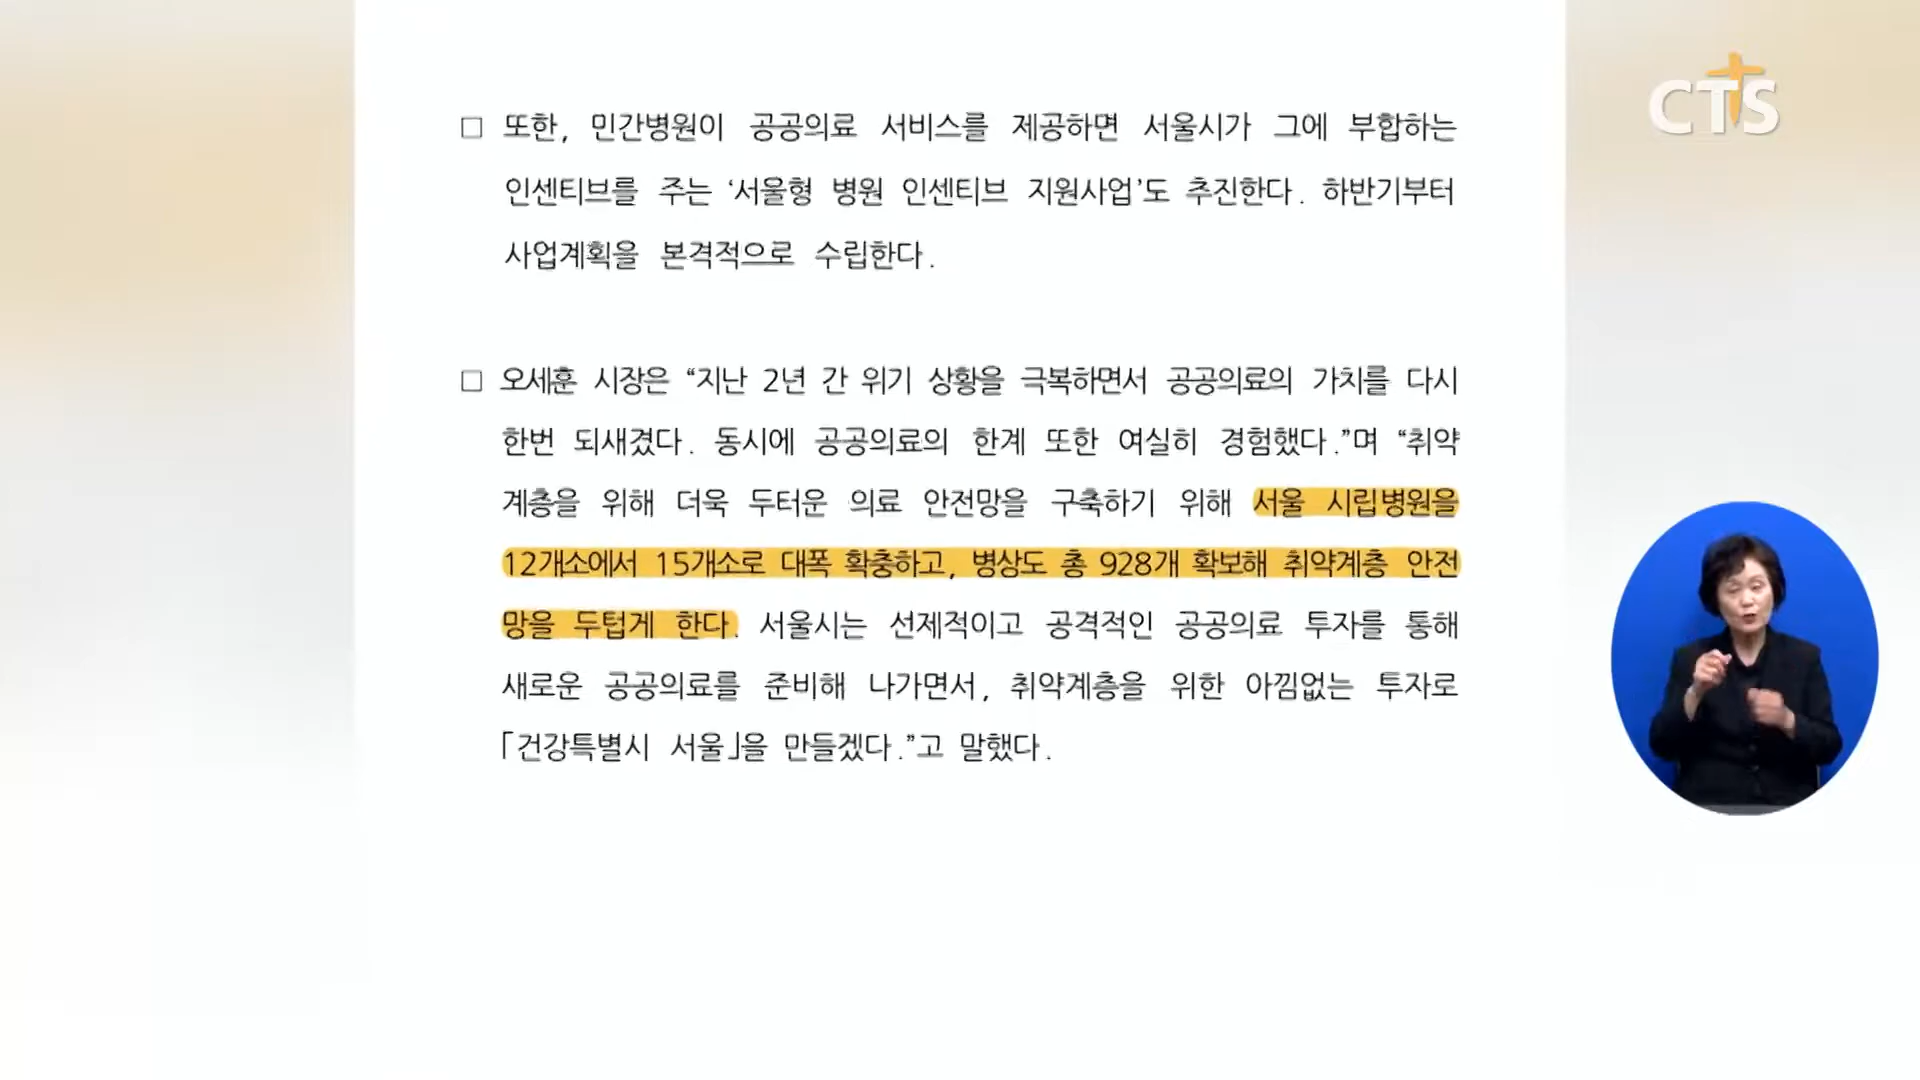 CTS
□ 또한, 민간병원이 공공의료 서비스를 제공하면 서울시가 그에 부합하는
인센티브를 주는 ‘서울형 병원 인센티브 지원사업’도 추진한다. 하반기부터
사업계획을 본격적으로 수립한다.
□ 오세훈 시장은 “지난 2년 간 위기 상황을 극복하면서 공공의료의 가치를 다시
한번 되새겼다. 동시에 공공의료의 한계 또한 여실히 경험했다.”며 “취약
계층을 위해 더욱 두터운 의료 안전망을 구축하기 위해 서울 시립병원을
12개소에서 15개소로 대폭 확충하고, 병상도 총 928개 확보해 취약계층 안전
망을 두텁게 한다. 서울시는 선제적이고 공격적인 공공의료 투자를 통해
새로운 공공의료를 준비해 나가면서, 취약계층을 위한 아낌없는 투자로
「건강특별시 서울」을 만들겠다.”고 말했다.